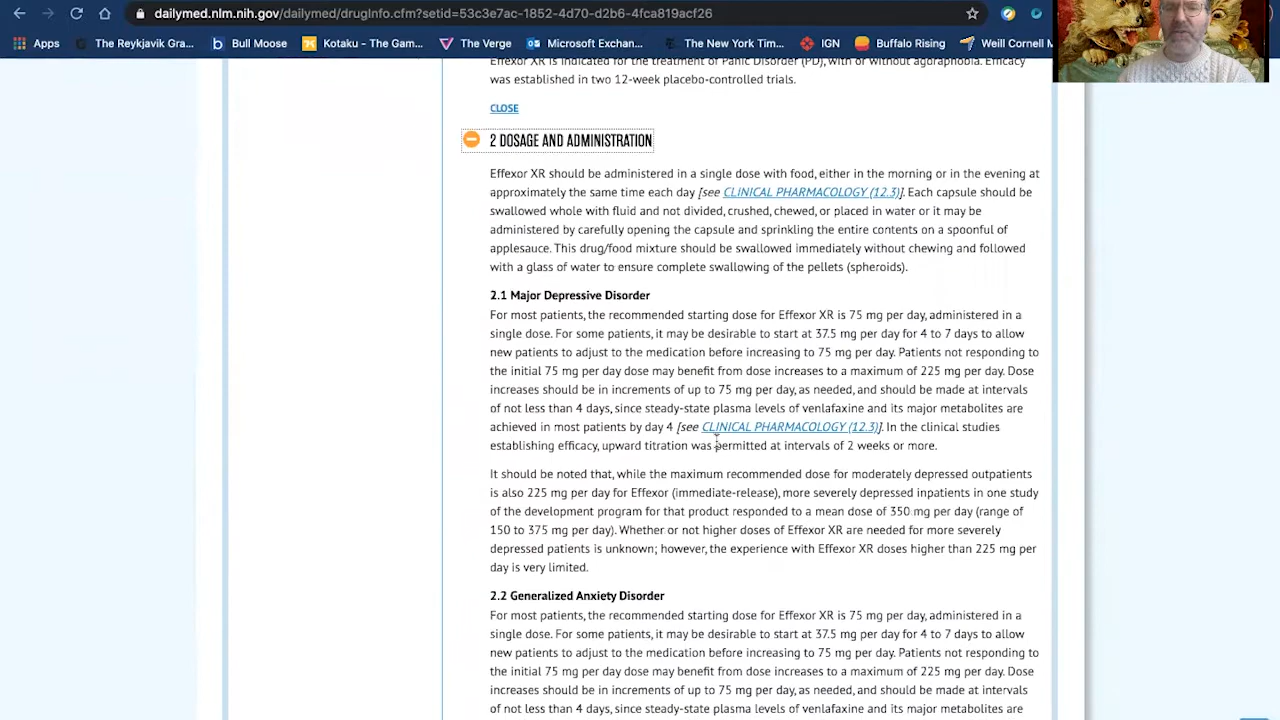 dailymed.nlm.nih.gov/dailymed/drugInfo.cfm?setid=53c3e7ac-1852-4d70-d2b6-4fca819acf26
Apps The Reykjavik Gra... Bull Moose Kotaku - The Gam... The Verge Microsoft Exchan... The New York Tim... IGN Buffalo Rising Weill Cornell M
Effexor XR is indicated for the treatment of Panic Disorder (PD), with or without agoraphobia. Efficacy
was established in two 12-week placebo-controlled trials.
CLOSE
2 DOSAGE AND ADMINISTRATION
Effexor XR should be administered in a single dose with food, either in the morning or in the evening at
approximately the same time each day [see CLINICAL PHARMACOLOGY (12.3)]. Each capsule should be
swallowed whole with fluid and not divided, crushed, chewed, or placed in water or it may be
administered by carefully opening the capsule and sprinkling the entire contents on a spoonful of
applesauce. This drug/food mixture should be swallowed immediately without chewing and followed
with a glass of water to ensure complete swallowing of the pellets (spheroids).
2.1 Major Depressive Disorder
For most patients, the recommended starting dose for Effexor XR is 75 mg per day, administered in a
single dose. For some patients, it may be desirable to start at 37.5 mg per day for 4 to 7 days to allow
new patients to adjust to the medication before increasing to 75 mg per day. Patients not responding to
the initial 75 mg per day dose may benefit from dose increases to a maximum of 225 mg per day. Dose
increases should be in increments of up to 75 mg per day, as needed, and should be made at intervals
of not less than 4 days, since steady-state plasma levels of venlafaxine and its major metabolites are
achieved in most patients by day 4 [see CLINICAL PHARMACOLOGY (12.3)]. In the clinical studies
establishing efficacy, upward titration was permitted at intervals of 2 weeks or more.
It should be noted that, while the maximum recommended dose for moderately depressed outpatients
is also 225 mg per day for Effexor (immediate-release), more severely depressed inpatients in one study
of the development program for that product responded to a mean dose of 350 mg per day (range of
150 to 375 mg per day). Whether or not higher doses of Effexor XR are needed for more severely
depressed patients is unknown; however, the experience with Effexor XR doses higher than 225 mg per
day is very limited.
2.2 Generalized Anxiety Disorder
For most patients, the recommended starting dose for Effexor XR is 75 mg per day, administered in a
single dose. For some patients, it may be desirable to start at 37.5 mg per day for 4 to 7 days to allow
new patients to adjust to the medication before increasing to 75 mg per day. Patients not responding to
the initial 75 mg per day dose may benefit from dose increases to a maximum of 225 mg per day. Dose
increases should be in increments of up to 75 mg per day, as needed, and should be made at intervals
of not less than 4 days, since steady-state plasma levels of venlafaxine and its major metabolites are